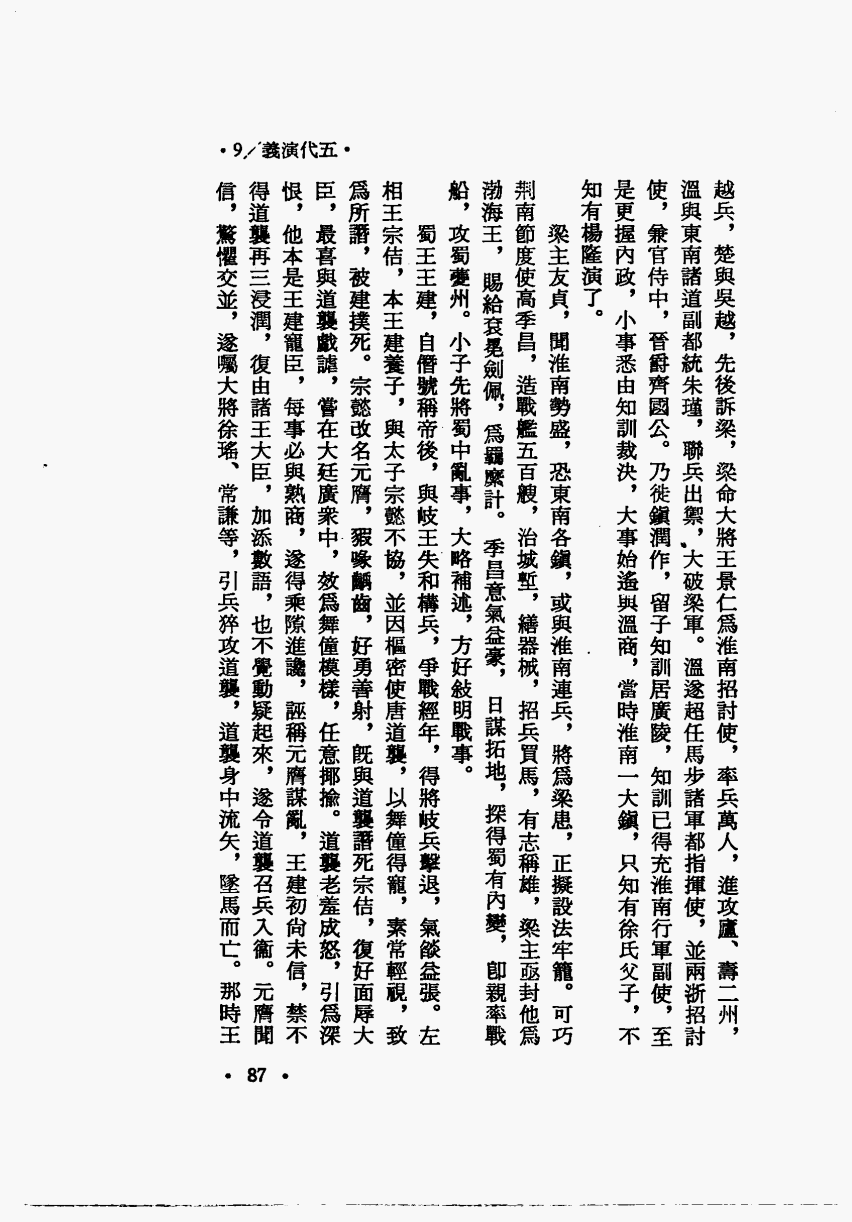 ·五代演義／9·
越兵，楚與吳越，先後訴梁，梁命大將王景仁爲淮南招討使，率兵萬人，進攻廬、壽二州，
溫與東南諸道副都統朱瑾，聯兵出禦，大破梁軍。溫遂超任馬步諸軍都指揮使，並兩浙招討
使，兼官侍中，晉爵齊國公。乃徙鎭潤作，留子知訓居廣陵，知訓已得充淮南行軍副使，至
是更握內政，小事悉由知訓裁決，大事始遙與溫商，當時淮南一大鎭，只知有徐氏父子，不
知有楊隆演了。
梁主友貞，聞淮南勢盛，恐東南各鎭，或與淮南連兵，將爲梁患，正擬設法牢籠。可巧
荆南節度使高季昌，造戰艦五百艘，治城塹，繕器械，招兵買馬，有志稱雄，梁主亟封他爲
渤海王，賜給袞冕劍佩，爲羈縻計。季昌意氣益豪，日謀拓地，探得蜀有內變，卽親率戰
船，攻蜀夔州。小子先將蜀中亂事，大略補述，方好敍明戰事。
蜀王王建，自僭號稱帝後，與岐王失和構兵，爭戰經年，得將岐兵擊退，氣燄益張。左
相王宗佶，本王建養子，與太子宗懿不協，並因樞密使唐道襲，以舞僮得寵，素常輕視，致
爲所譖，被建撲死。宗懿改名元膺，豭喙齲齒，好勇善射，旣與道襲譖死宗佶，復好面辱大
臣，最喜與道襲戲謔，嘗在大廷廣衆中，效爲舞僮模樣，任意揶揄。道襲老羞成怒，引爲深
恨，他本是王建寵臣，每事必與熟商，遂得乘隙進讒，誣稱元膺謀亂，王建初尙未信，禁不
得道襲再三浸潤，復由諸王大臣，加添數語，也不覺動疑起來，遂令道襲召兵入衞。元膺聞
信，驚懼交並，遂囑大將徐瑤、常謙等，引兵猝攻道襲，道襲身中流矢，墜馬而亡。那時王
· 87 ·